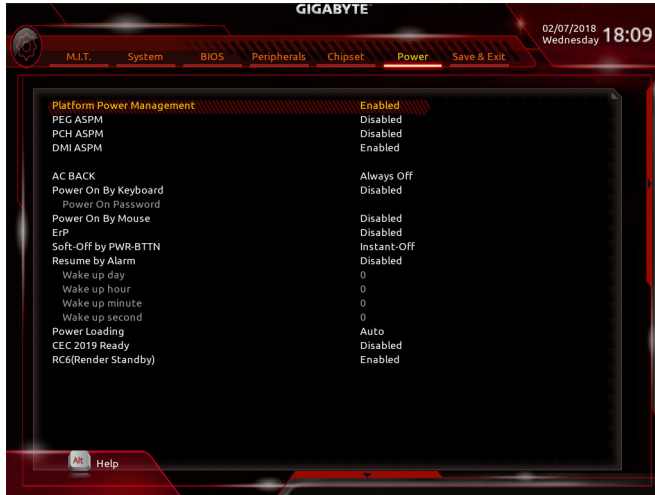 GIGABYTE
02/07/2018
Wednesday 18:09
M.I.T. System BIOS Peripherals Chipset Power Save & Exit
Platform Power Management Enabled
PEG ASPM Disabled
PCH ASPM Disabled
DMI ASPM Enabled
AC BACK Always Off
Power On By Keyboard Disabled
Power On Password
Power On By Mouse Disabled
ErP Disabled
Soft-Off by PWR-BTTN Instant-Off
Resume by Alarm Disabled
Wake up day 0
Wake up hour 0
Wake up minute 0
Wake up second 0
Power Loading Auto
CEC 2019 Ready Disabled
RC6(Render Standby) Enabled
Alt Help